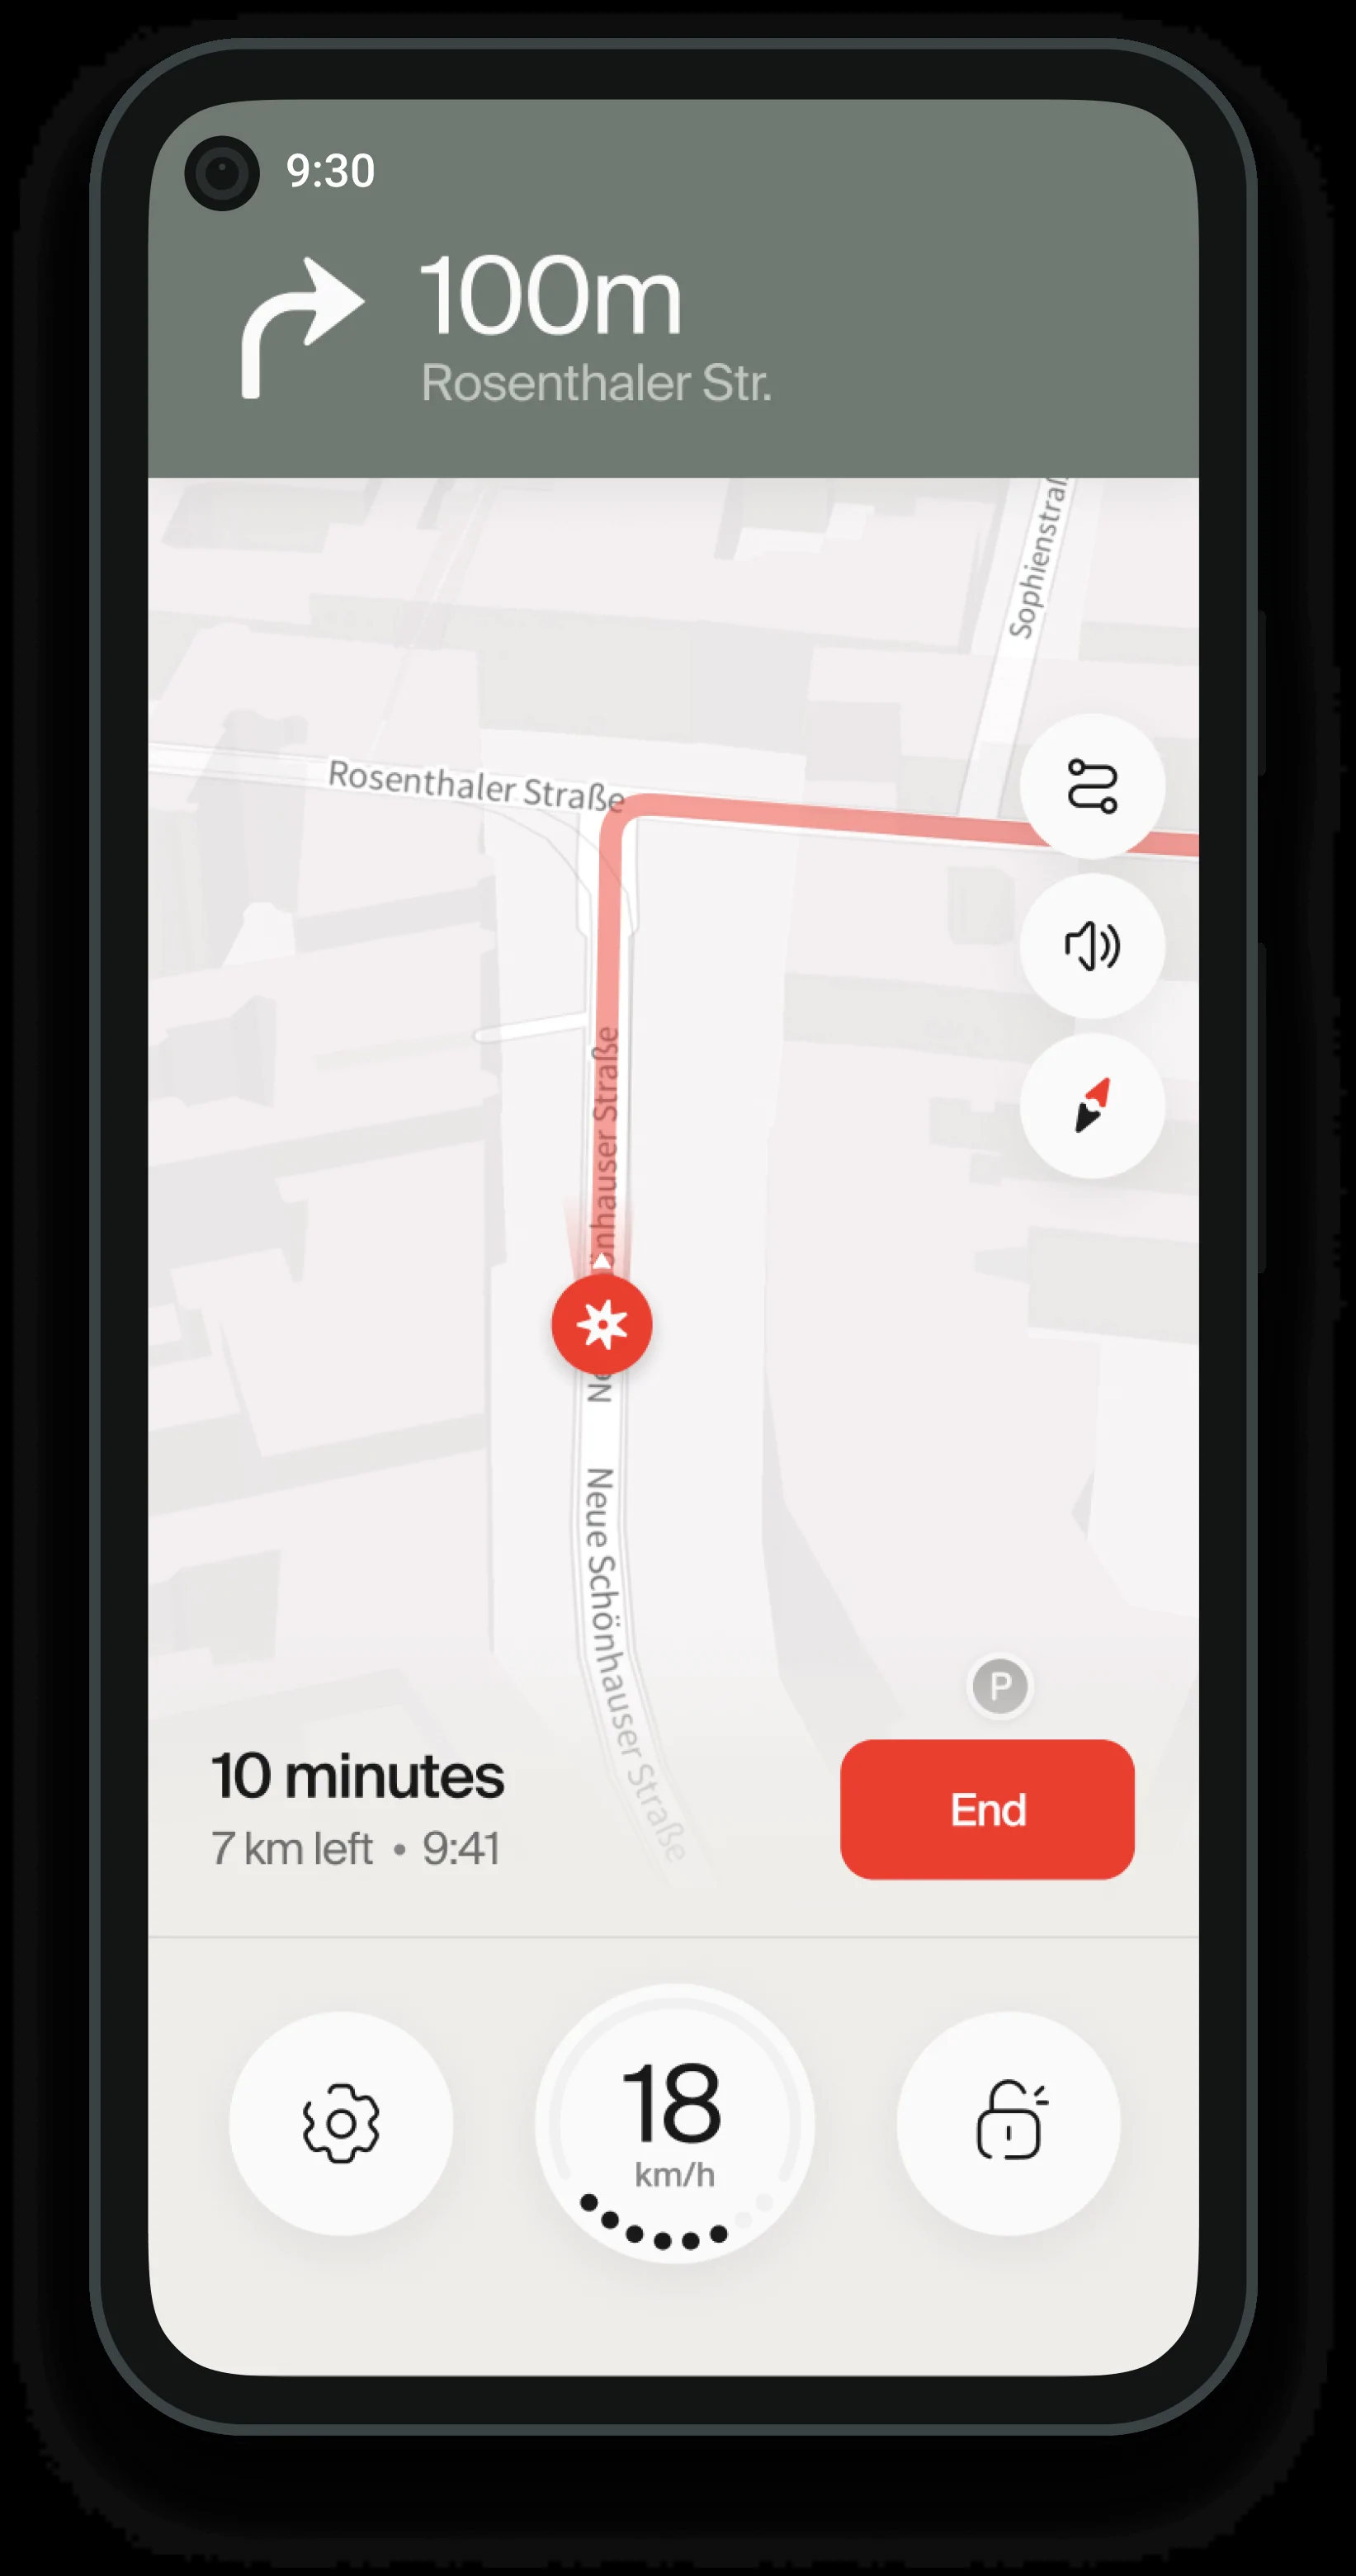 9:30
100m
Rosenthaler Str.
Sophienstraß
Rosenthaler Straße
önhauser Straße
N
Neue Schönhauser Straße
P
10 minutes
7 km left • 9:41
End
18
km/h